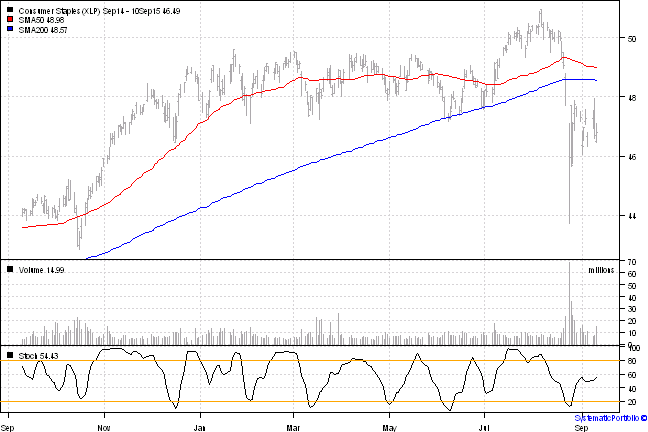 Consumer Staples (XLP) Sep14 - 10Sep15 46.49
SMA50 48.98
SMA200 48.57
50
48
46
44
Volume 14.99
millions
70
60
50
40
30
20
10
0
Stoch 54.43
100
80
60
40
20
Sep Nov Jan Mar May Jul Sep
SystematicPortfolio ©